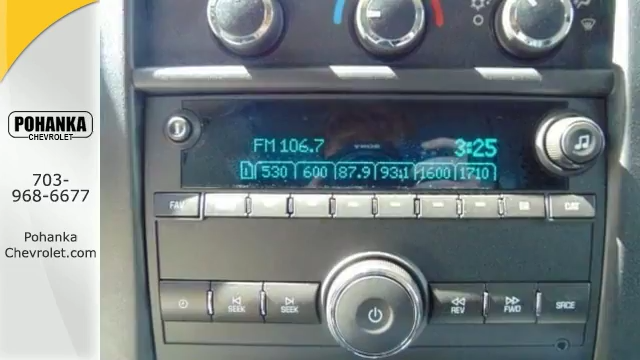 POHANKA
CHEVROLET
703-
968-6677
Pohanka
Chevrolet.com
FM 106.7
3:25
1 530 600 87.9 93.1 1600 1710
FAV
CAT
SEEK
SEEK
REV
FWD
SRCE